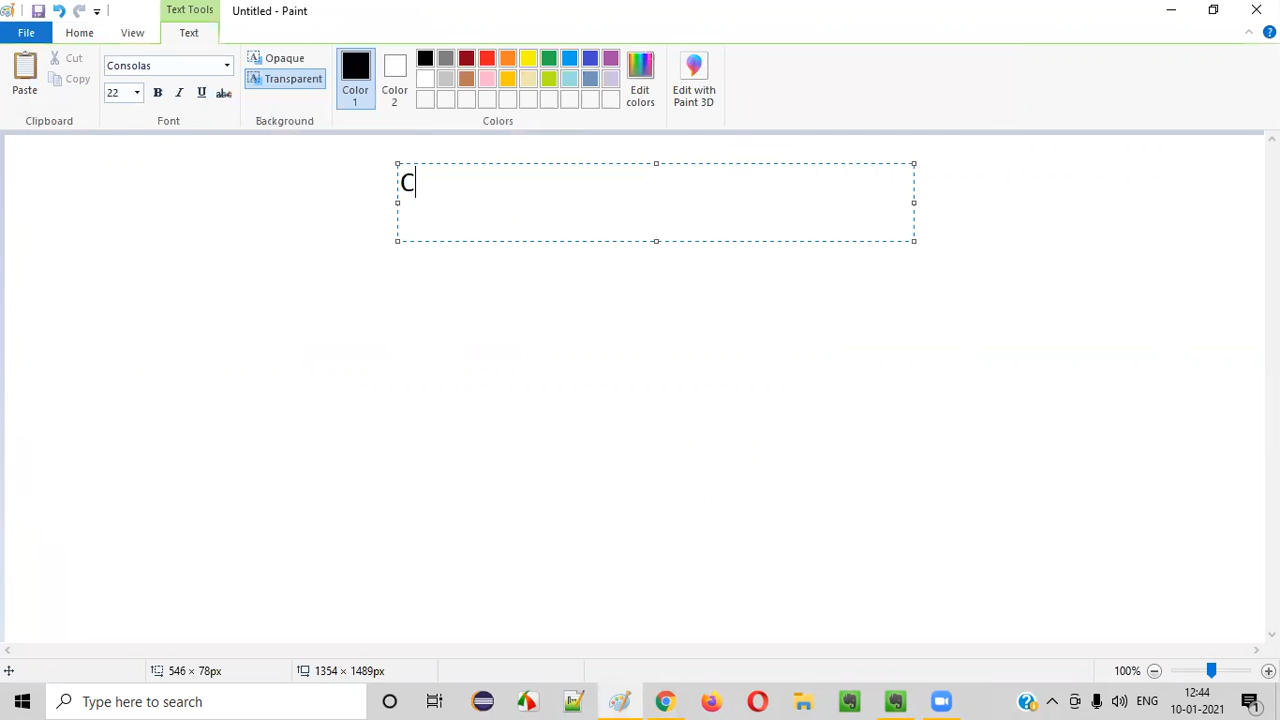 Text Tools
Untitled - Paint
File
Home
View
Text
Paste
Cut
Copy
Clipboard
Consolas
22
B
I
U
abc
Font
Opaque
Transparent
Background
Color 1
Color 2
Edit colors
Colors
Edit with Paint 3D
C
546 × 78px
1354 × 1489px
100%
Type here to search
ENG
12:44
10-01-2021
1